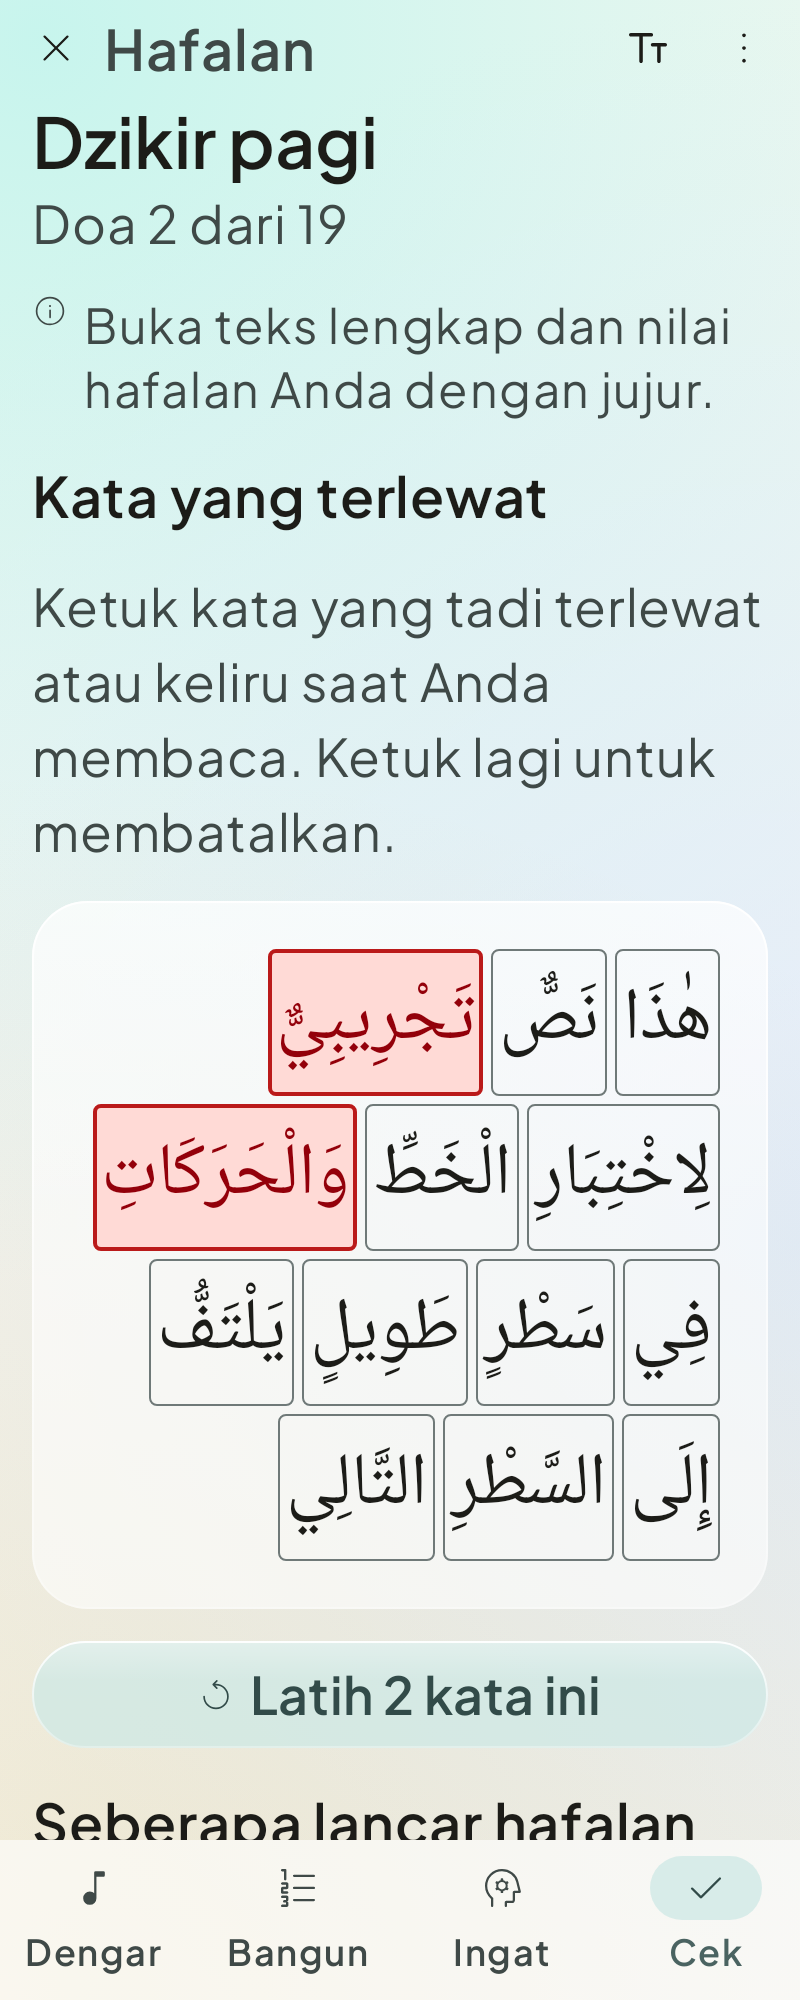 Hafalan
Dzikir pagi
Doa 2 dari 19
Buka teks lengkap dan nilai
hafalan Anda dengan jujur.
Kata yang terlewat
Ketuk kata yang tadi terlewat
atau keliru saat Anda
membaca. Ketuk lagi untuk
membatalkan.
هٰذَا نَصٌّ تَجْرِيبِيٌّ
لِاخْتِبَارِ الْخَطِّ وَالْحَرَكَاتِ
فِي سَطْرٍ طَوِيلٍ يَلْتَفُّ
إِلَى السَّطْرِ التَّالِي
Latih 2 kata ini
Seberapa lancar hafalan
Dengar Bangun Ingat Cek